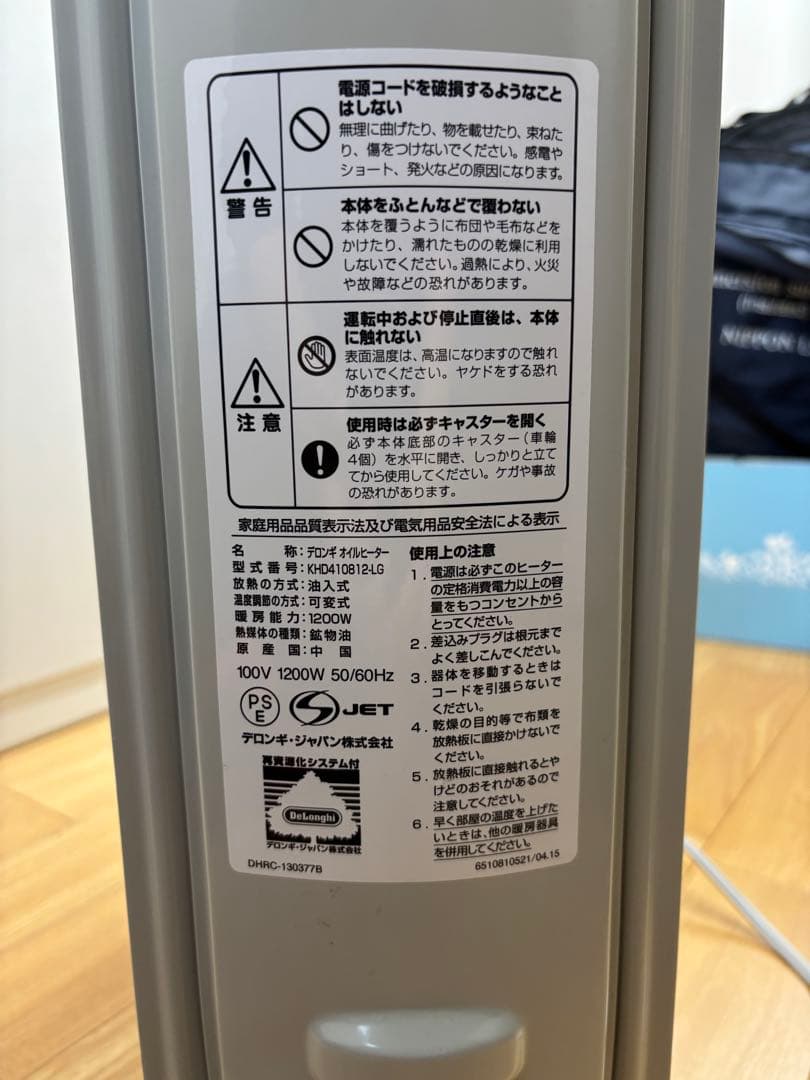 電源コードを破損するようなこと
はしない
無理に曲げたり、物を載せたり、束ねた
り、傷をつけないでください。感電や
ショート、発火などの原因になります。
警告
本体をふとんなどで覆わない
本体を覆うように布団や毛布などを
かけたり、濡れたものの乾燥に利用
しないでください。過熱により、火災
や故障などの恐れがあります。
運転中および停止直後は、本体
に触れない
表面温度は、高温になりますので触れ
ないでください。ヤケドをする恐れ
があります。
注意
使用時は必ずキャスターを開く
必ず本体底部のキャスター（車輪
4個）を水平に開き、しっかりと立て
てから使用してください。ケガや事故
の恐れがあります。
家庭用品品質表示法及び電気用品安全法による表示
名 称：デロンギ オイルヒーター
型式番号：KHD410812-LG
放熱の方式：油入式
温度調節の方式：可変式
暖房能力：1200W
熱媒体の種類：鉱物油
原産国：中国
100V 1200W 50/60Hz
PS
E
S JET
デロンギ・ジャパン株式会社
再資源化システム付
DeLonghi
デロンギ・ジャパン株式会社
DHRC-130377B
使用上の注意
1．電源は必ずこのヒーター
の定格消費電力以上の容
量をもつコンセントから
とってください。
2．差込みプラグは根元まで
よく差しこんでください。
3．器体を移動するときは
コードを引張らないで
ください。
4．乾燥の目的等で布類を
放熱板に直接かけないで
ください。
5．放熱板に直接触れるとや
けどのおそれがあるので
注意してください。
6．早く部屋の温度を上げた
いときは、他の暖房器具
を併用してください。
6510810521/04.15
NIPPON